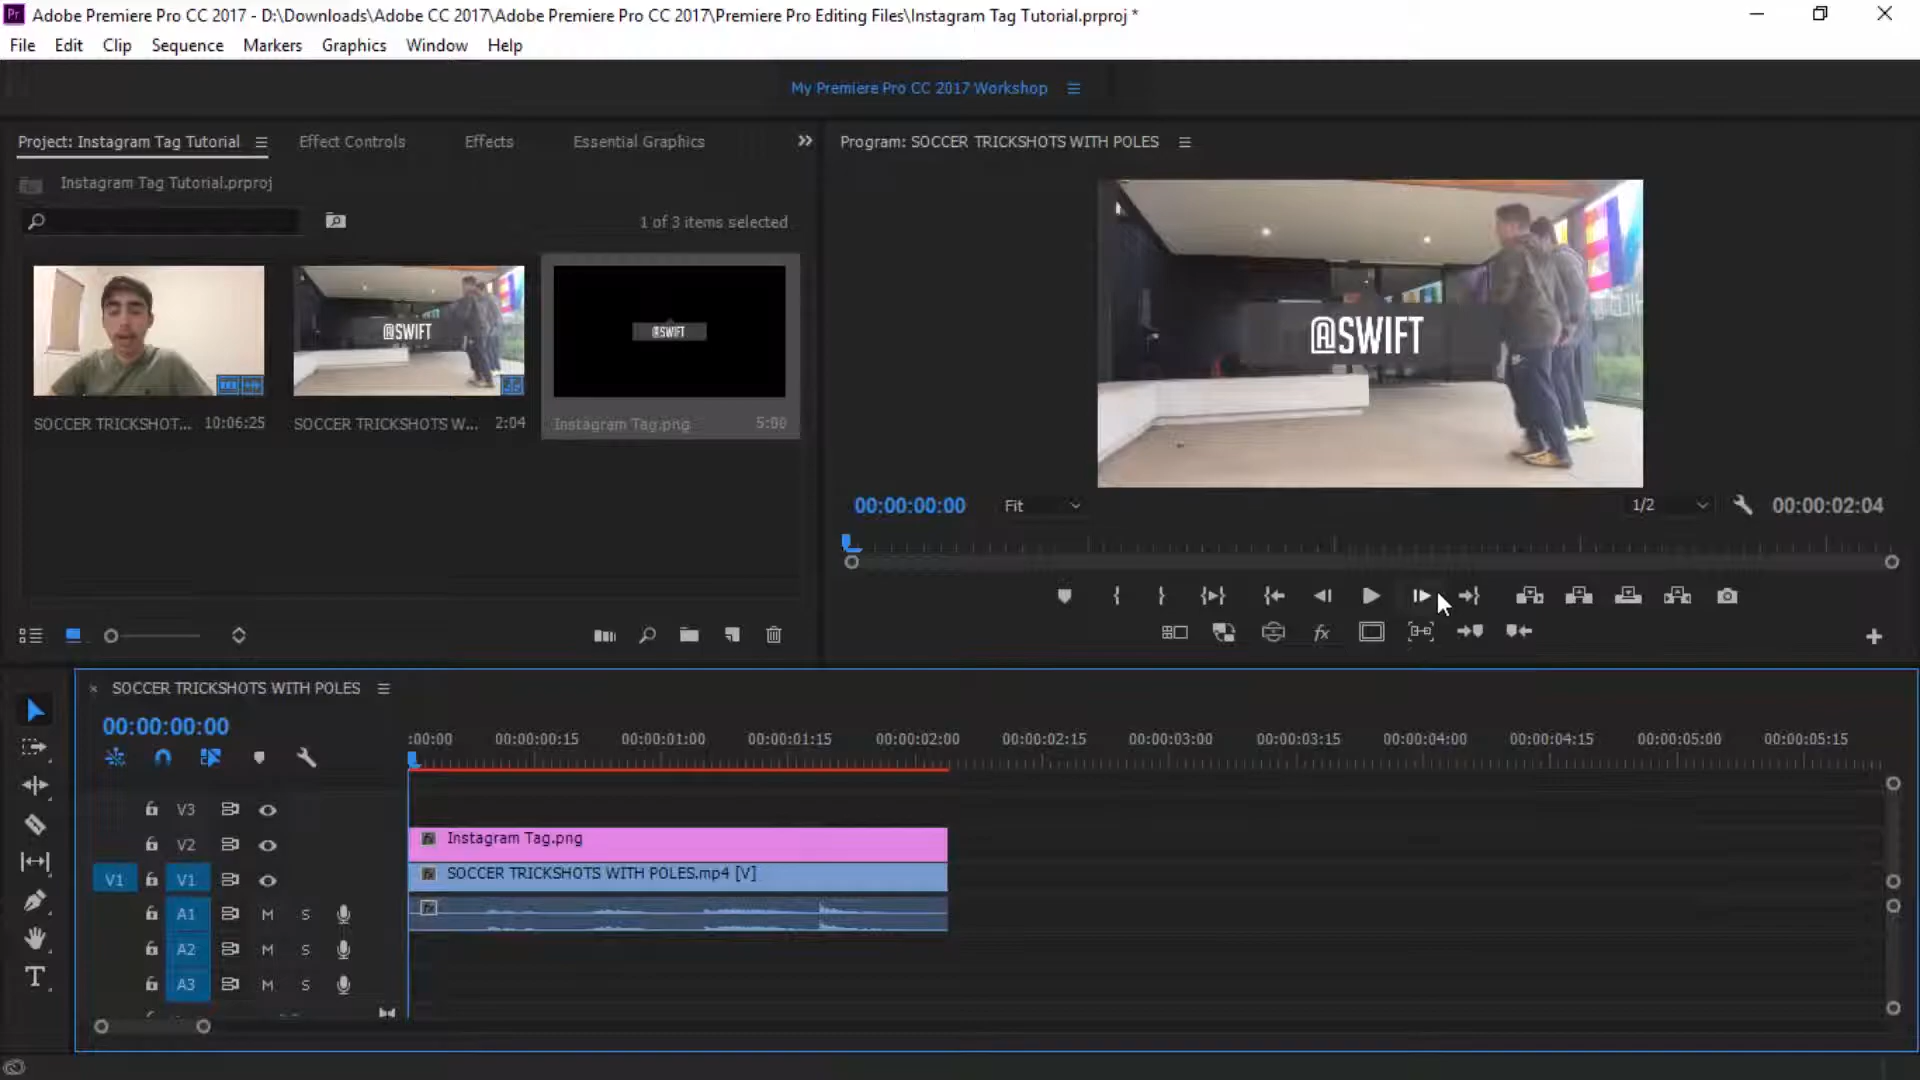 Adobe Premiere Pro CC 2017 - D:\Downloads\Adobe CC 2017\Adobe Premiere Pro CC 2017\Premiere Pro Editing Files\Instagram Tag Tutorial.prproj *
File Edit Clip Sequence Markers Graphics Window Help
My Premiere Pro CC 2017 Workshop
Project: Instagram Tag Tutorial Effect Controls Effects Essential Graphics
Instagram Tag Tutorial.prproj
1 of 3 items selected
@SWIFT
@SWIFT
SOCCER TRICKSHOT... 10:06:25
SOCCER TRICKSHOTS W... 2:04
Instagram Tag.png 5:00
Program: SOCCER TRICKSHOTS WITH POLES
@SWIFT
00:00:00:00 Fit 1/2 00:00:02:04
SOCCER TRICKSHOTS WITH POLES
00:00:00:00
:00:00 00:00:00:15 00:00:01:00 00:00:01:15 00:00:02:00 00:00:02:15 00:00:03:00 00:00:03:15 00:00:04:00 00:00:04:15 00:00:05:00 00:00:05:15
V3
V2 Instagram Tag.png
V1 V1 SOCCER TRICKSHOTS WITH POLES.mp4 [V]
A1 M S
A2 M S
A3 M S